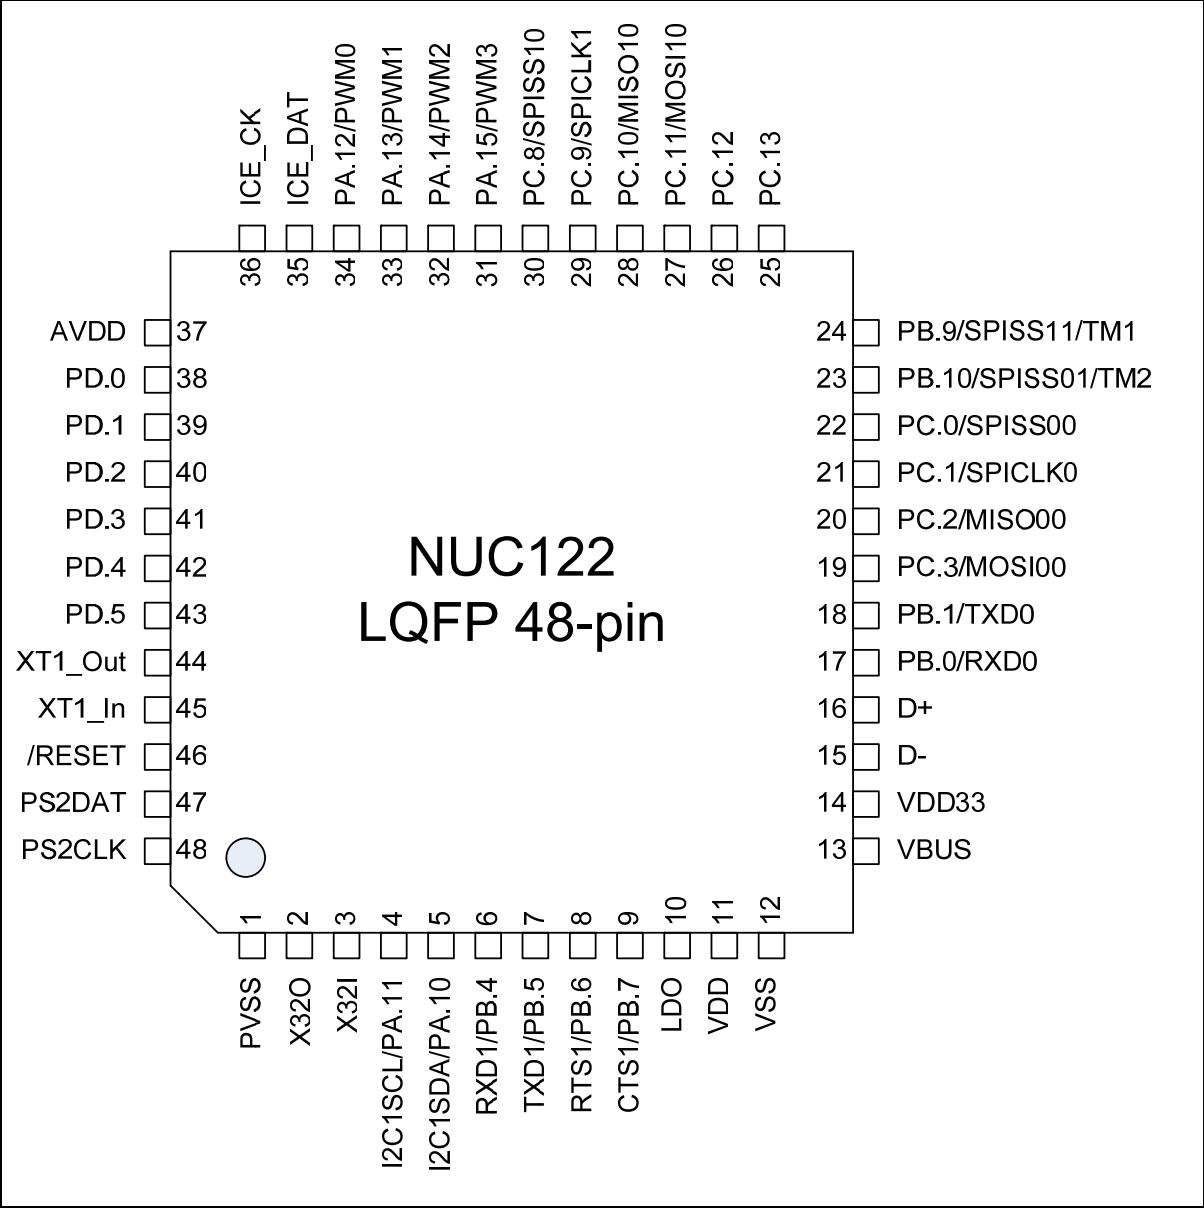 ICE_CK
ICE_DAT
PA.12/PWM0
PA.13/PWM1
PA.14/PWM2
PA.15/PWM3
PC.8/SPISS10
PC.9/SPICLK1
PC.10/MISO10
PC.11/MOSI10
PC.12
PC.13
36
35
34
33
32
31
30
29
28
27
26
25
AVDD 37
PD.0 38
PD.1 39
PD.2 40
PD.3 41
PD.4 42
PD.5 43
XT1_Out 44
XT1_In 45
/RESET 46
PS2DAT 47
PS2CLK 48
NUC122
LQFP 48-pin
24 PB.9/SPISS11/TM1
23 PB.10/SPISS01/TM2
22 PC.0/SPISS00
21 PC.1/SPICLK0
20 PC.2/MISO00
19 PC.3/MOSI00
18 PB.1/TXD0
17 PB.0/RXD0
16 D+
15 D-
14 VDD33
13 VBUS
1
2
3
4
5
6
7
8
9
10
11
12
PVSS
X32O
X32I
I2C1SCL/PA.11
I2C1SDA/PA.10
RXD1/PB.4
TXD1/PB.5
RTS1/PB.6
CTS1/PB.7
LDO
VDD
VSS